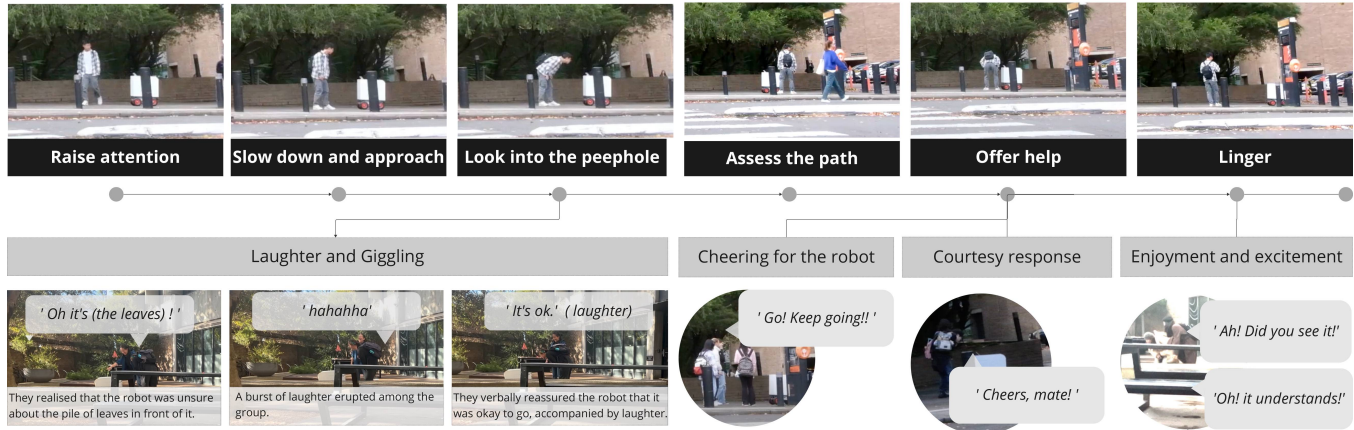 Raise attention
Slow down and approach
Look into the peephole
Assess the path
Offer help
Linger
Laughter and Giggling
Cheering for the robot
Courtesy response
Enjoyment and excitement
' Oh it's (the leaves) ! '
' hahahha'
' It's ok.' ( laughter)
' Go! Keep going!! '
' Cheers, mate! '
' Ah! Did you see it!'
'Oh! it understands!'
They realised that the robot was unsure
about the pile of leaves in front of it.
A burst of laughter erupted among the
group.
They verbally reassured the robot that it
was okay to go, accompanied by laughter.